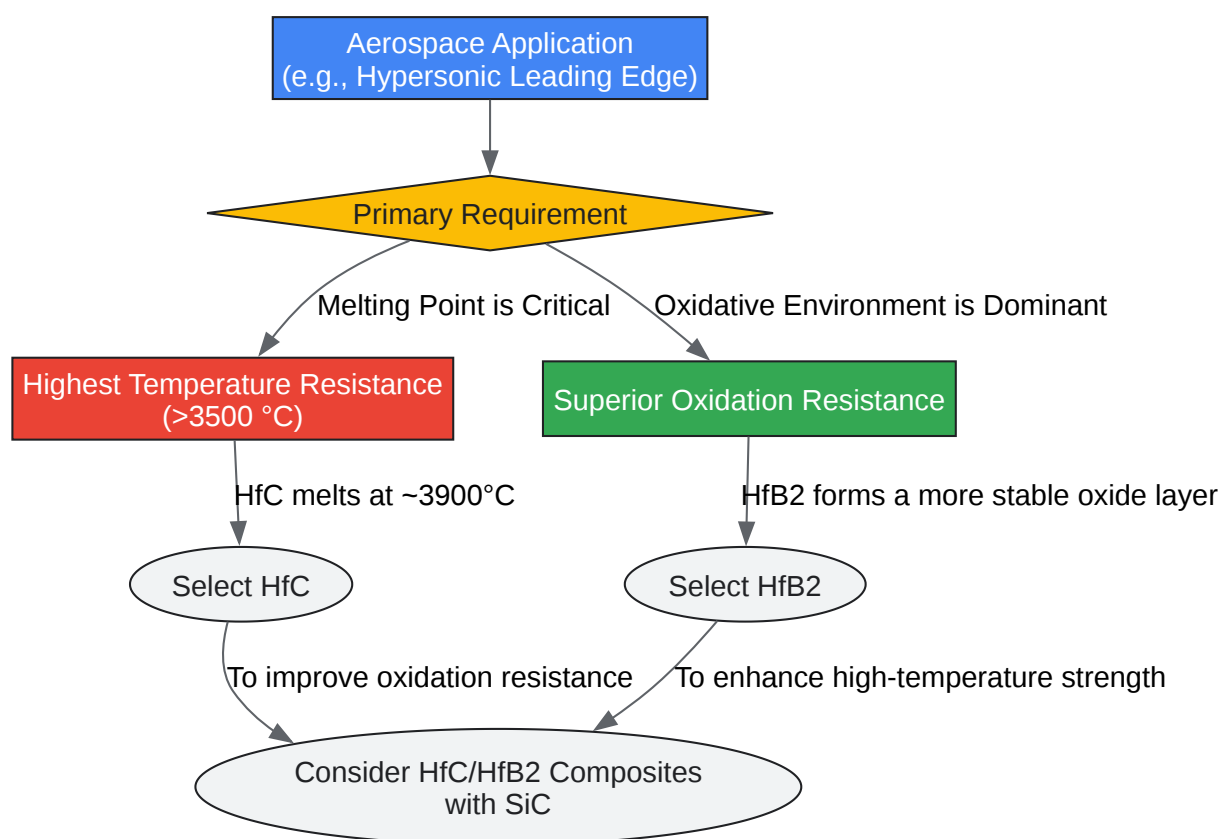 Aerospace Application
(e.g., Hypersonic Leading Edge)
Primary Requirement
Melting Point is Critical
Oxidative Environment is Dominant
Highest Temperature Resistance
(>3500 °C)
Superior Oxidation Resistance
HfC melts at ~3900°C
HfB2 forms a more stable oxide layer
Select HfC
Select HfB2
To improve oxidation resistance
To enhance high-temperature strength
Consider HfC/HfB2 Composites
with SiC